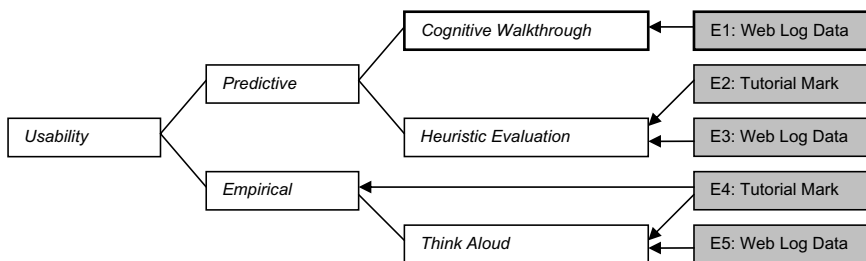 Cognitive Walkthrough
E1: Web Log Data
Predictive
E2: Tutorial Mark
Usability
Heuristic Evaluation
E3: Web Log Data
Empirical
E4: Tutorial Mark
Think Aloud
E5: Web Log Data